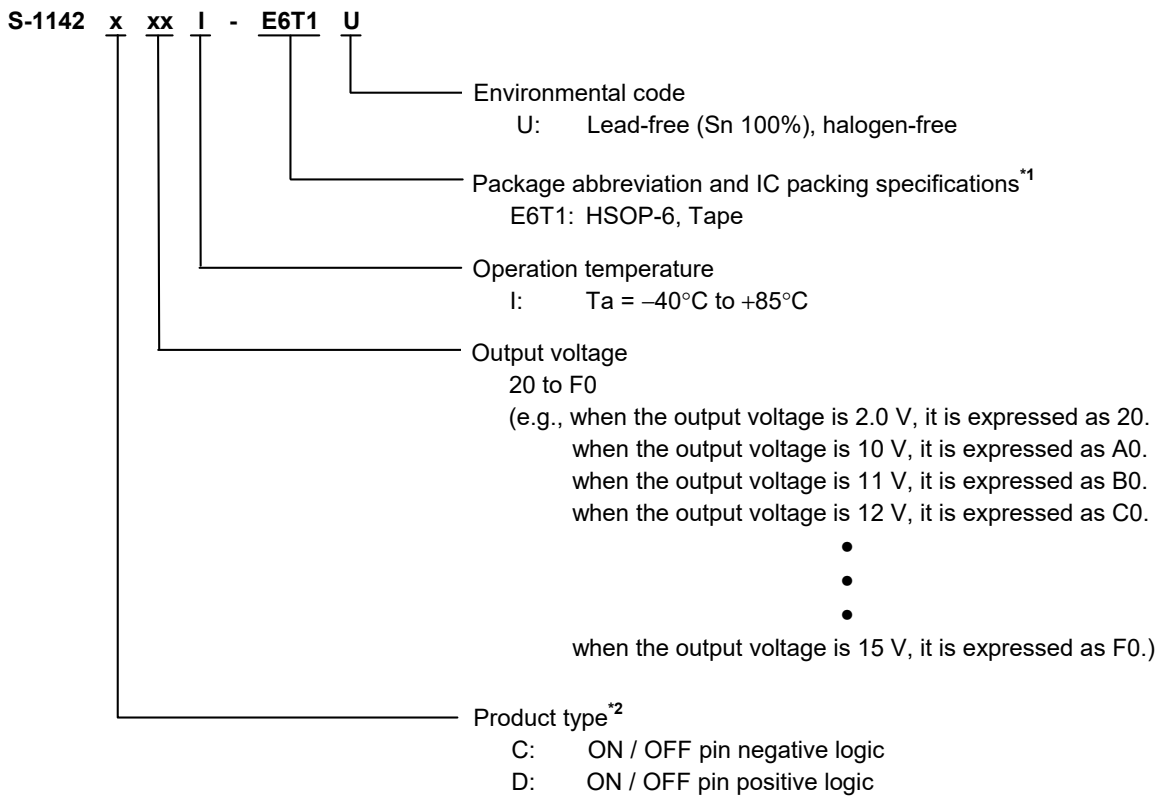 S-1142 x xx I - E6T1 U
Environmental code
U: Lead-free (Sn 100%), halogen-free
Package abbreviation and IC packing specifications*1
E6T1: HSOP-6, Tape
Operation temperature
I: Ta = −40°C to +85°C
Output voltage
20 to F0
(e.g., when the output voltage is 2.0 V, it is expressed as 20.
when the output voltage is 10 V, it is expressed as A0.
when the output voltage is 11 V, it is expressed as B0.
when the output voltage is 12 V, it is expressed as C0.
•
•
•
when the output voltage is 15 V, it is expressed as F0.)
Product type*2
C: ON / OFF pin negative logic
D: ON / OFF pin positive logic